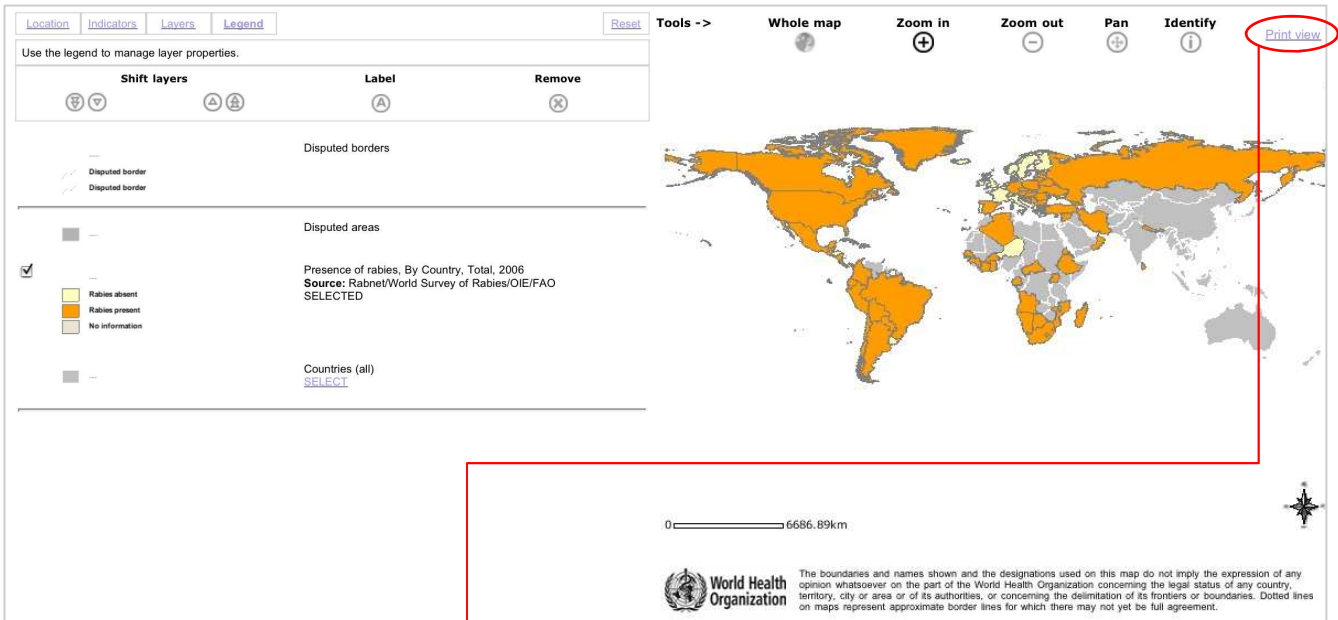 Location Indicators Layers Legend Reset
Use the legend to manage layer properties.
Shift layers Label Remove
A
Disputed borders
Disputed border
Disputed border
Disputed areas
Presence of rabies, By Country, Total, 2006
Source: Rabnet/World Survey of Rabies/OIE/FAO
SELECTED
Rabies absent
Rabies present
No information
Countries (all)
SELECT
Tools -> Whole map Zoom in Zoom out Pan Identify Print view
0 6686.89km
World Health
Organization
The boundaries and names shown and the designations used on this map do not imply the expression of any
opinion whatsoever on the part of the World Health Organization concerning the legal status of any country,
territory, city or area or of its authorities, or concerning the delimitation of its frontiers or boundaries. Dotted lines
on maps represent approximate border lines for which there may not yet be full agreement.